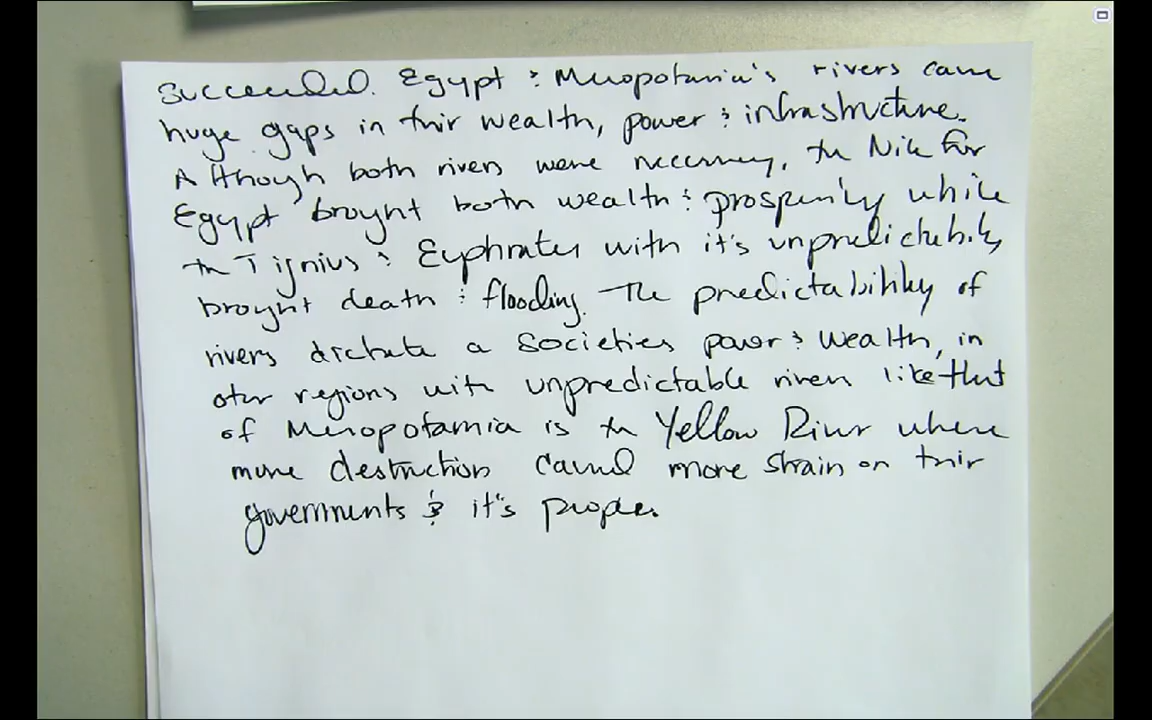 Succeeded. Egypt & Mesopotamia's rivers cause
huge gaps in their wealth, power & infrastructure.
Although both rivers were necessary, the Nile for
Egypt brought both wealth & prosperity while
the Tignius & Euphrates with it's unpredictability
brought death & flooding. The predictability of
rivers dictate a societies power & wealth, in
other regions with unpredictable rivers like that
of Mesopotamia is the Yellow River where
more destruction caused more strain on their
governments & it's people.